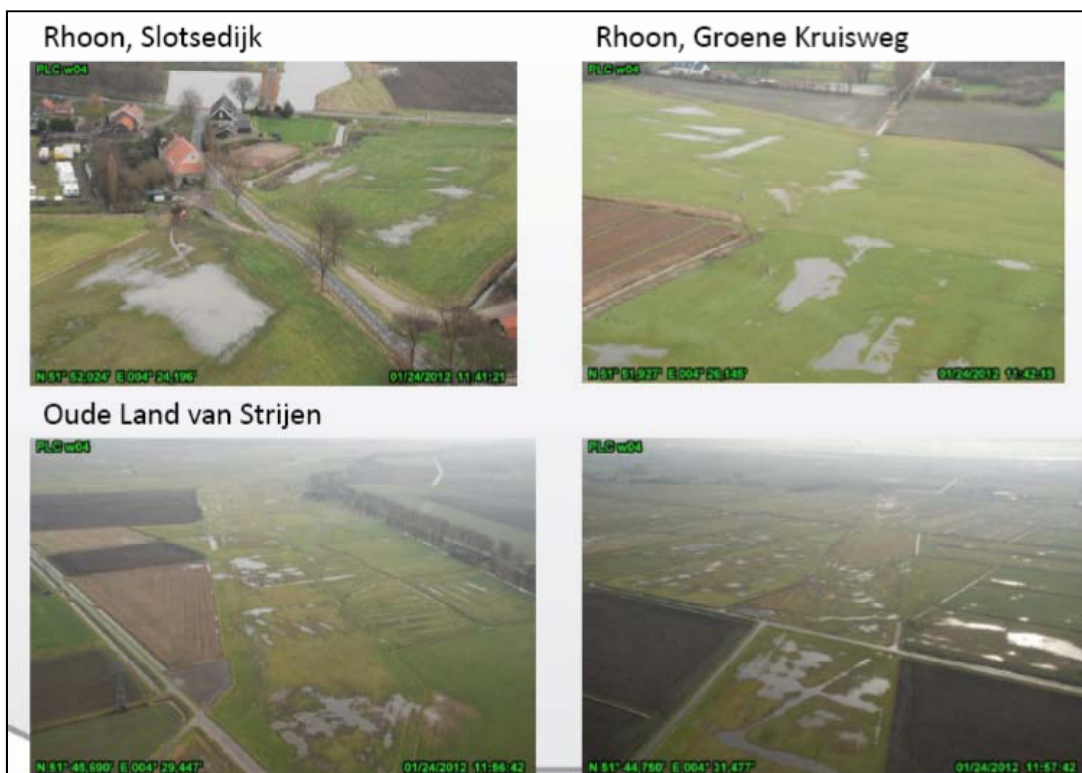 Rhoon, Slotsedijk
PLC w04
N 51° 52,024' E 004° 24,196' 01/24/2012 11:41:21
Rhoon, Groene Kruisweg
PLC w04
N 51° 51,927' E 004° 26,145' 01/24/2012 11:42:15
Oude Land van Strijen
PLC w04
N 51° 45,690' E 004° 29,447' 01/24/2012 11:56:42
PLC w04
N 51° 44,750' E 004° 31,477' 01/24/2012 11:57:42